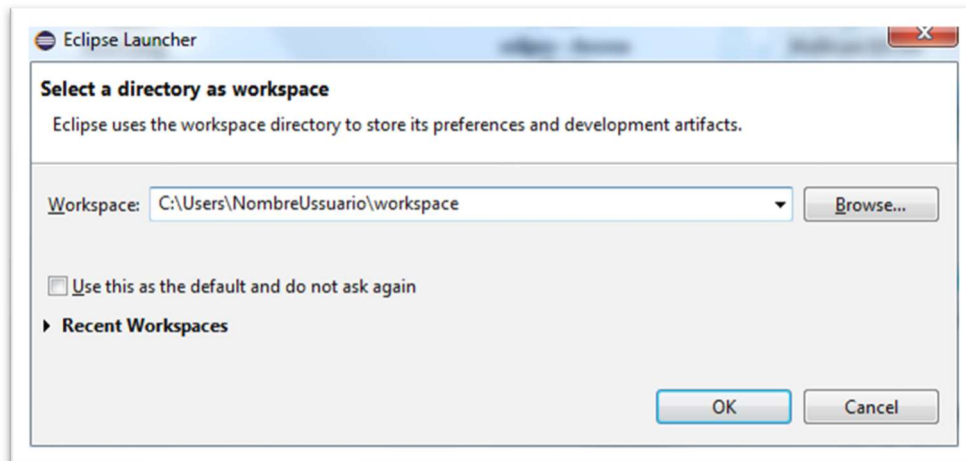 Eclipse Launcher
Select a directory as workspace
Eclipse uses the workspace directory to store its preferences and development artifacts.
Workspace: C:\Users\NombreUssuario\workspace Browse...
Use this as the default and do not ask again
Recent Workspaces
OK Cancel